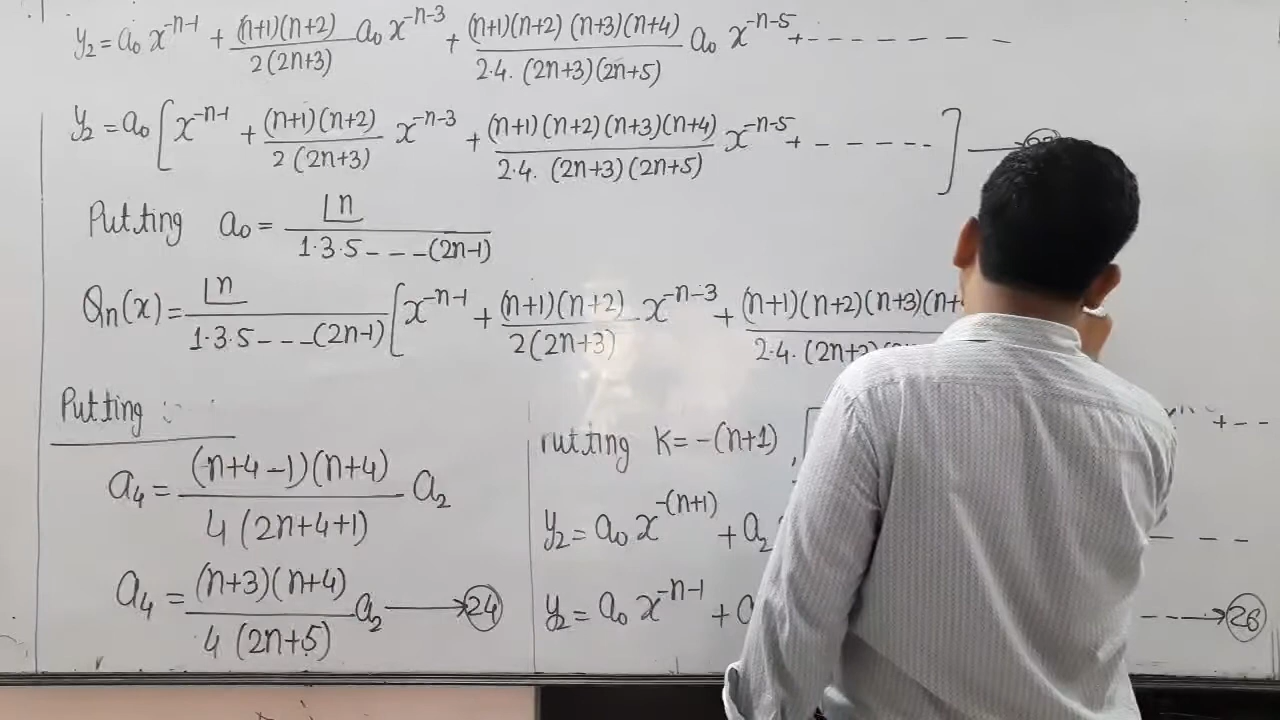 y₂ = a₀ x⁻ⁿ⁻¹ + (n+1)(n+2)/2(2n+3) a₀ x⁻ⁿ⁻³ + (n+1)(n+2)(n+3)(n+4)/2·4.(2n+3)(2n+5) a₀ x⁻ⁿ⁻⁵ + - - - - - - -
y₂ = a₀ [ x⁻ⁿ⁻¹ + (n+1)(n+2)/2(2n+3) x⁻ⁿ⁻³ + (n+1)(n+2)(n+3)(n+4)/2·4.(2n+3)(2n+5) x⁻ⁿ⁻⁵ + - - - - - ] →
Putting a₀ = ⌊n/1·3·5 - - - (2n-1)
Qn(x) = ⌊n/1·3·5 - - - (2n-1) [ x⁻ⁿ⁻¹ + (n+1)(n+2)/2(2n+3) x⁻ⁿ⁻³ + (n+1)(n+2)(n+3)(n+/2·4.(2n+
Putting :
a₄ = (n+4-1)(n+4)/4(2n+4+1) a₂
a₄ = (n+3)(n+4)/4(2n+5) a₂ → 24
Putting K = -(n+1) ,
+ - -
y₂ = a₀ x⁻⁽ⁿ⁺¹⁾ + a₂
- - -
y₂ = a₀ x⁻ⁿ⁻¹ + a
- - → 26